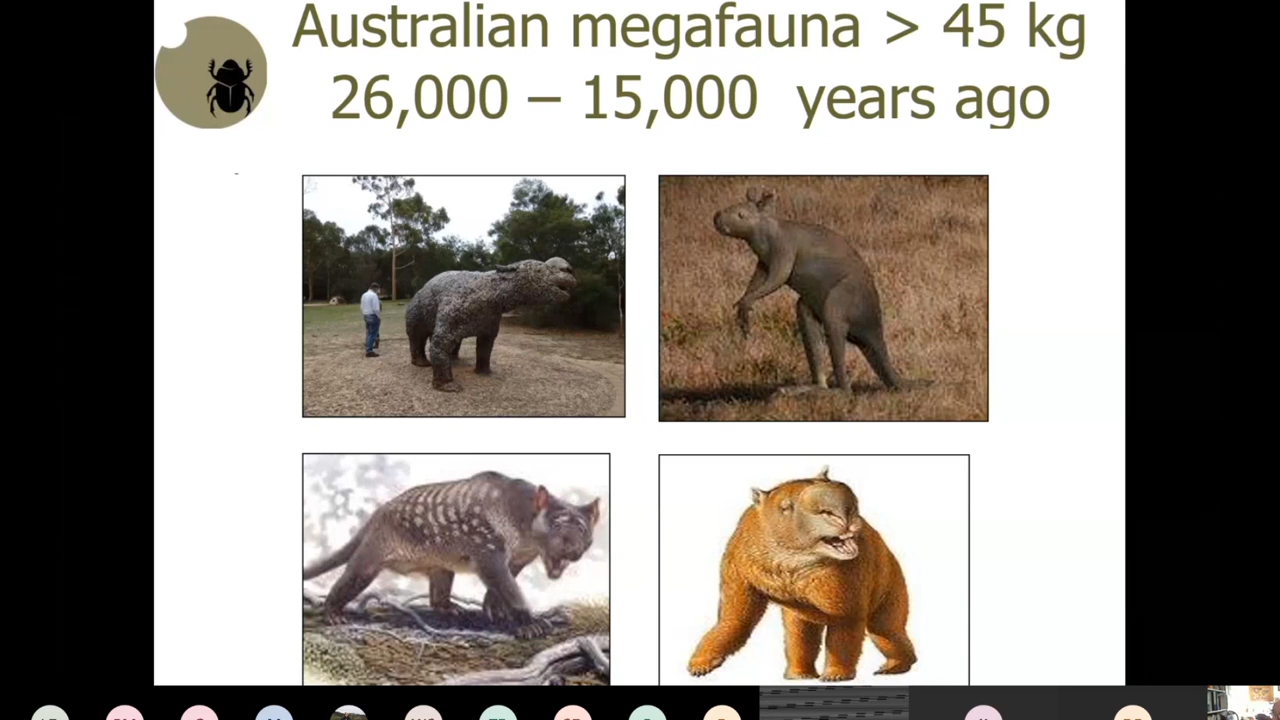 Australian megafauna > 45 kg
26,000 – 15,000 years ago